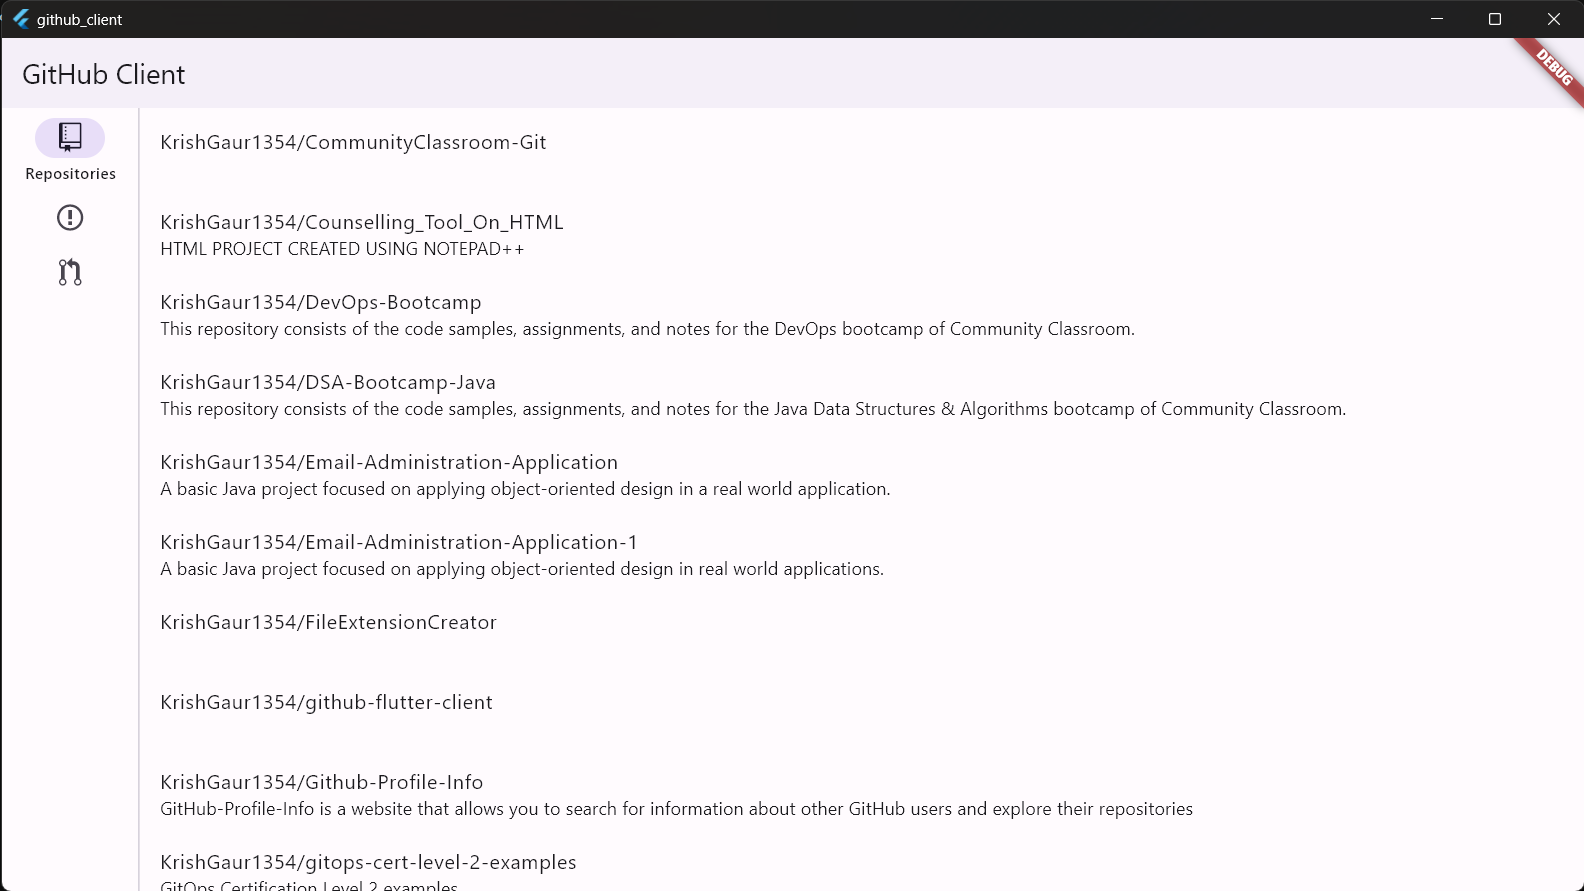 github_client
GitHub Client
DEBUG
Repositories
KrishGaur1354/CommunityClassroom-Git
KrishGaur1354/Counselling_Tool_On_HTML
HTML PROJECT CREATED USING NOTEPAD++
KrishGaur1354/DevOps-Bootcamp
This repository consists of the code samples, assignments, and notes for the DevOps bootcamp of Community Classroom.
KrishGaur1354/DSA-Bootcamp-Java
This repository consists of the code samples, assignments, and notes for the Java Data Structures & Algorithms bootcamp of Community Classroom.
KrishGaur1354/Email-Administration-Application
A basic Java project focused on applying object-oriented design in a real world application.
KrishGaur1354/Email-Administration-Application-1
A basic Java project focused on applying object-oriented design in real world applications.
KrishGaur1354/FileExtensionCreator
KrishGaur1354/github-flutter-client
KrishGaur1354/Github-Profile-Info
GitHub-Profile-Info is a website that allows you to search for information about other GitHub users and explore their repositories
KrishGaur1354/gitops-cert-level-2-examples
GitOps Certification Level 2 examples